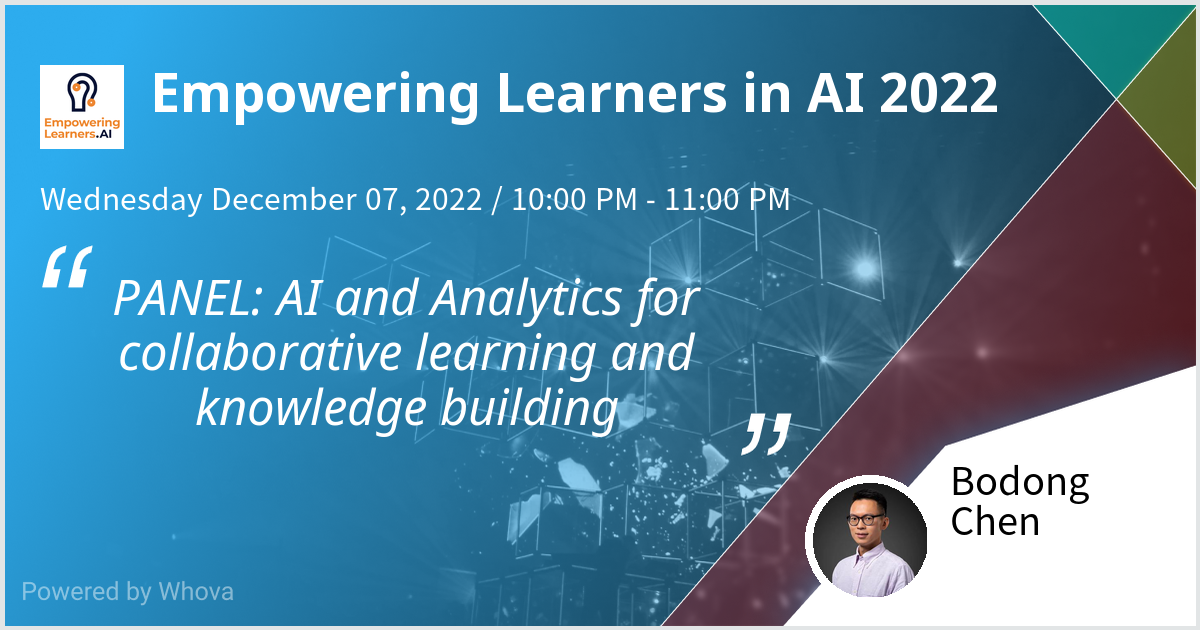 Empowering
Learners.AI
Empowering Learners in AI 2022
Wednesday December 07, 2022 / 10:00 PM - 11:00 PM
“
PANEL: AI and Analytics for
collaborative learning and
knowledge building
”
Bodong
Chen
Powered by Whova